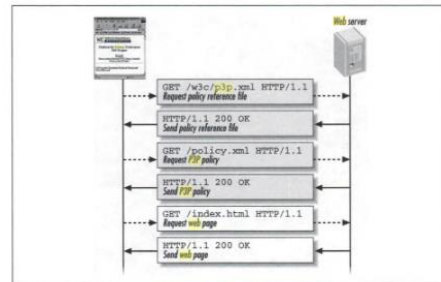 Web server
GET /w3c/p3p.xml HTTP/1.1
Request policy reference file
HTTP/1.1 200 OK
Send policy reference file
GET /policy.xml HTTP/1.1
Request P3P policy
HTTP/1.1 200 OK
Send P3P policy
GET /index.html HTTP/1.1
Request web page
HTTP/1.1 200 OK
Send web page